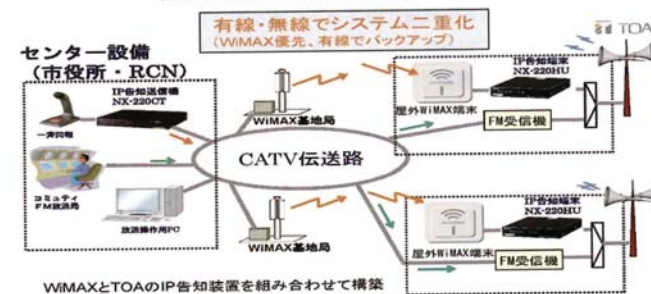 有線・無線でシステム二重化
(WiMAX優先、有線でバックアップ)
TOA
センター設備
(市役所・RCN)
IP告知送信機
NX-220CT
一斉同報
コミュニティ
FM放送局
放送操作用PC
WiMAX基地局
CATV伝送路
WiMAX基地局
IP告知端末
NX-220HU
屋外WiMAX端末
FM受信機
IP告知端末
NX-220HU
屋外WiMAX端末
FM受信機
WiMAXとTOAのIP告知装置を組み合わせて構築